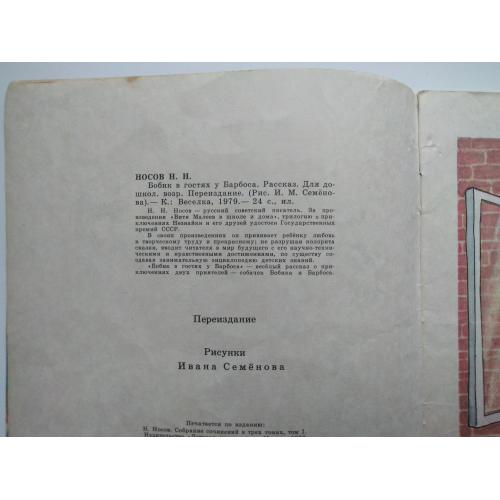 НОСОВ Н. Н.
Бобик в гостях у Барбоса. Рассказ. Для до-
школ. возр. Переиздание. (Рис. И. М. Семёно-
ва).— К.: Веселка, 1979.— 24 с., ил.
Н. Н. Носов — русский советский писатель. За про-
изведения «Витя Малеев в школе и дома», трилогию о при-
ключениях Незнайки и его друзей удостоен Государственных
премий СССР.
В своих произведениях он прививает ребёнку любовь
к творческому труду и прекрасному; не разрушая колорита
сказки, вводит читателя в мир будущего с его научно-техни-
ческими и нравственными достижениями, по существу со-
здавая занимательную энциклопедию детских знаний.
«Бобик в гостях у Барбоса» — весёлый рассказ о при-
ключениях двух приятелей — собачек Бобика и Барбоса.
Переиздание
Рисунки
Ивана Семёнова
Печатается по изданию:
Н. Носов. Собрание сочинений в трех томах, том 1.
Издательство